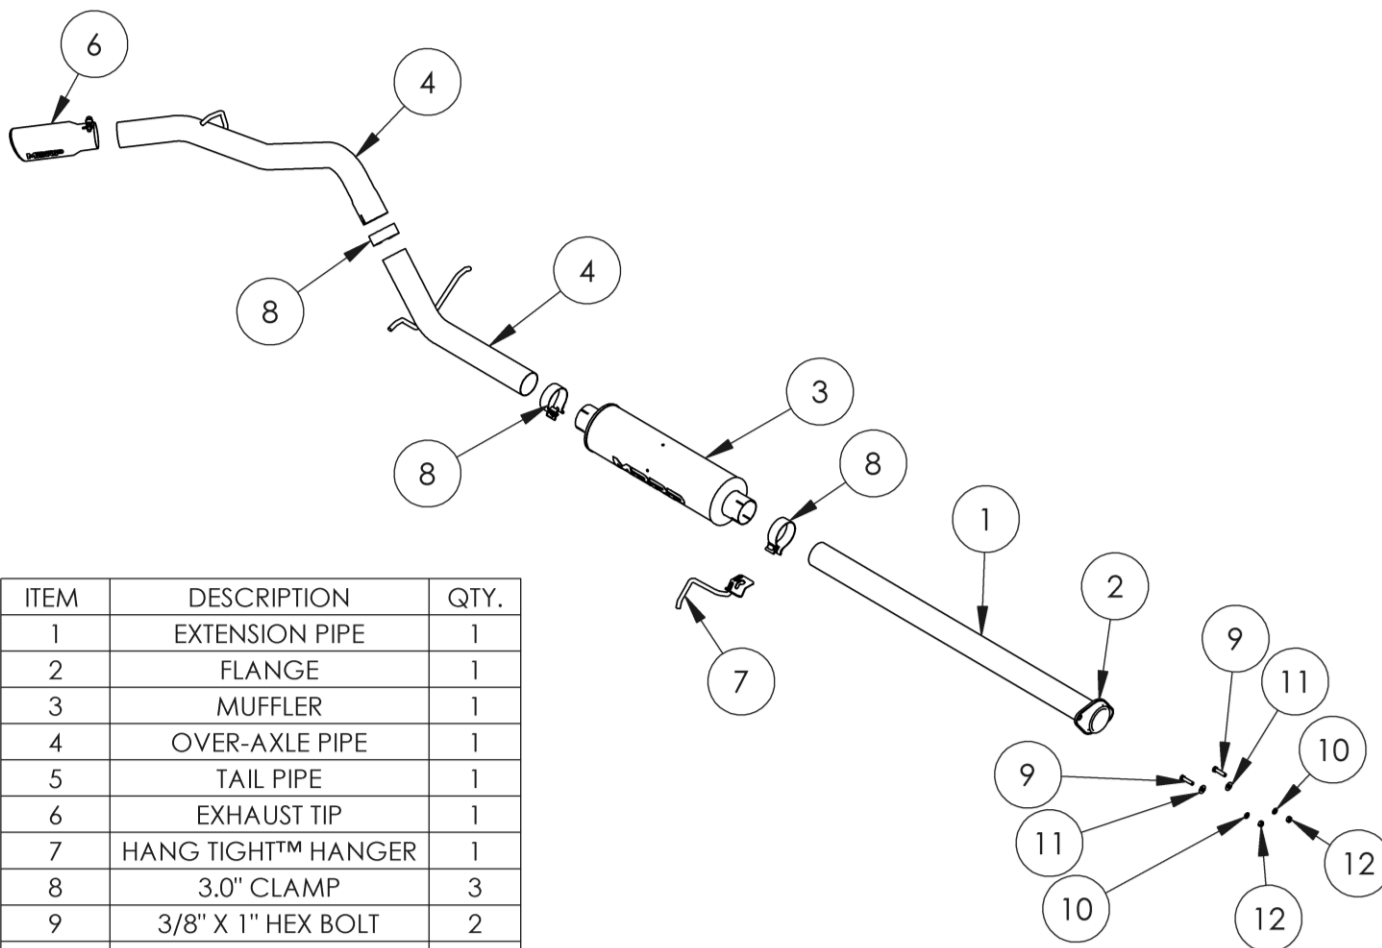 6
4
8
4
8
3
8
1
2
7
9
11
9
10
11
10
12
12
ITEM DESCRIPTION QTY.
1 EXTENSION PIPE 1
2 FLANGE 1
3 MUFFLER 1
4 OVER-AXLE PIPE 1
5 TAIL PIPE 1
6 EXHAUST TIP 1
7 HANG TIGHT™ HANGER 1
8 3.0" CLAMP 3
9 3/8" X 1" HEX BOLT 2